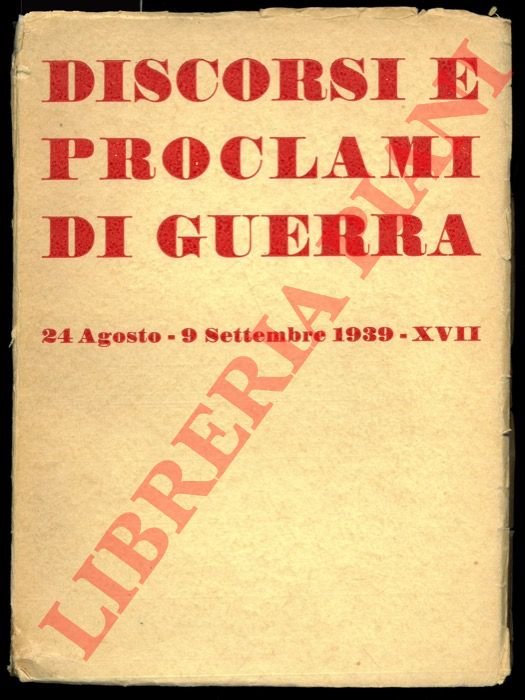 DISCORSI E
PROCLAMI
DI GUERRA
24 Agosto - 9 Settembre 1939 - XVII
LIBRERIA PIANI